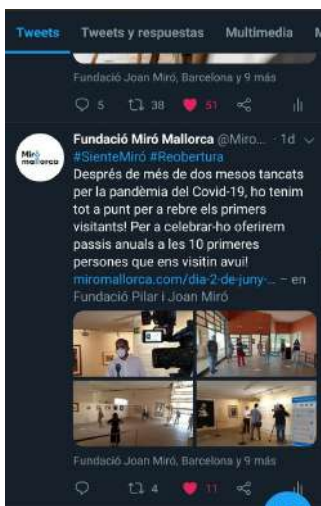 Tweets Tweets y respuestas Multimedia M
Fundació Joan Miró, Barcelona y 9 más
5 38 51
Miró
mallorca
Fundació Miró Mallorca @Miro... · 1d
#SienteMiró #Reobertura
Després de més de dos mesos tancats
per la pandèmia del Covid-19, ho tenim
tot a punt per a rebre els primers
visitants! Per a celebrar-ho oferirem
passis anuals a les 10 primeres
persones que ens visitin avui!
miromallorca.com/dia-2-de-juny-... – en
Fundació Pilar i Joan Miró
Fundació Joan Miró, Barcelona y 9 más
4 11